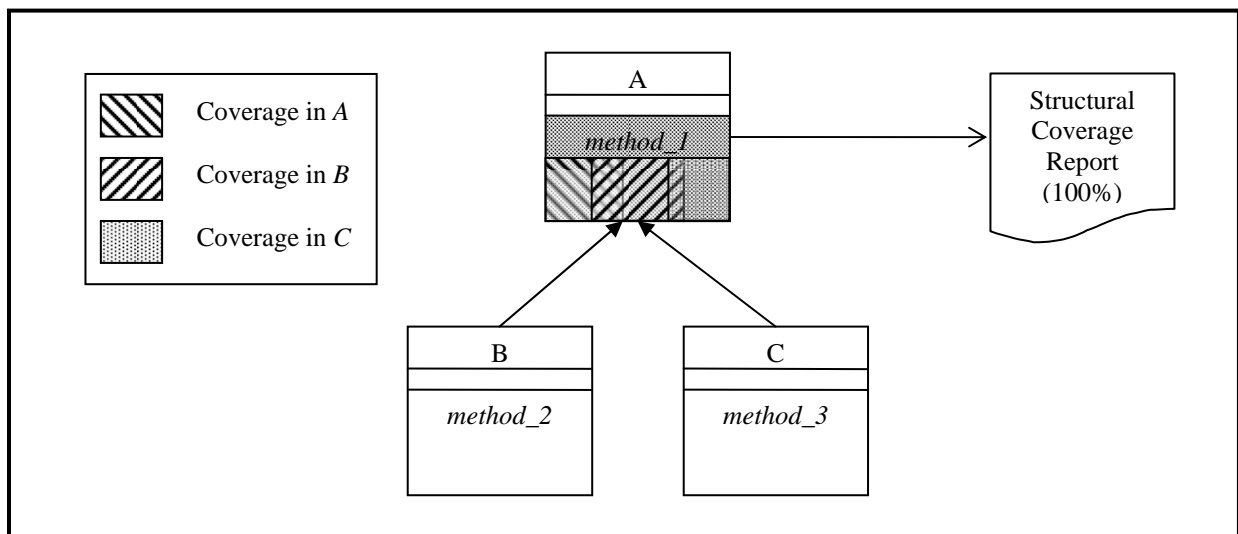 Coverage in A
Coverage in B
Coverage in C
A
method_1
Structural
Coverage
Report
(100%)
B
method_2
C
method_3